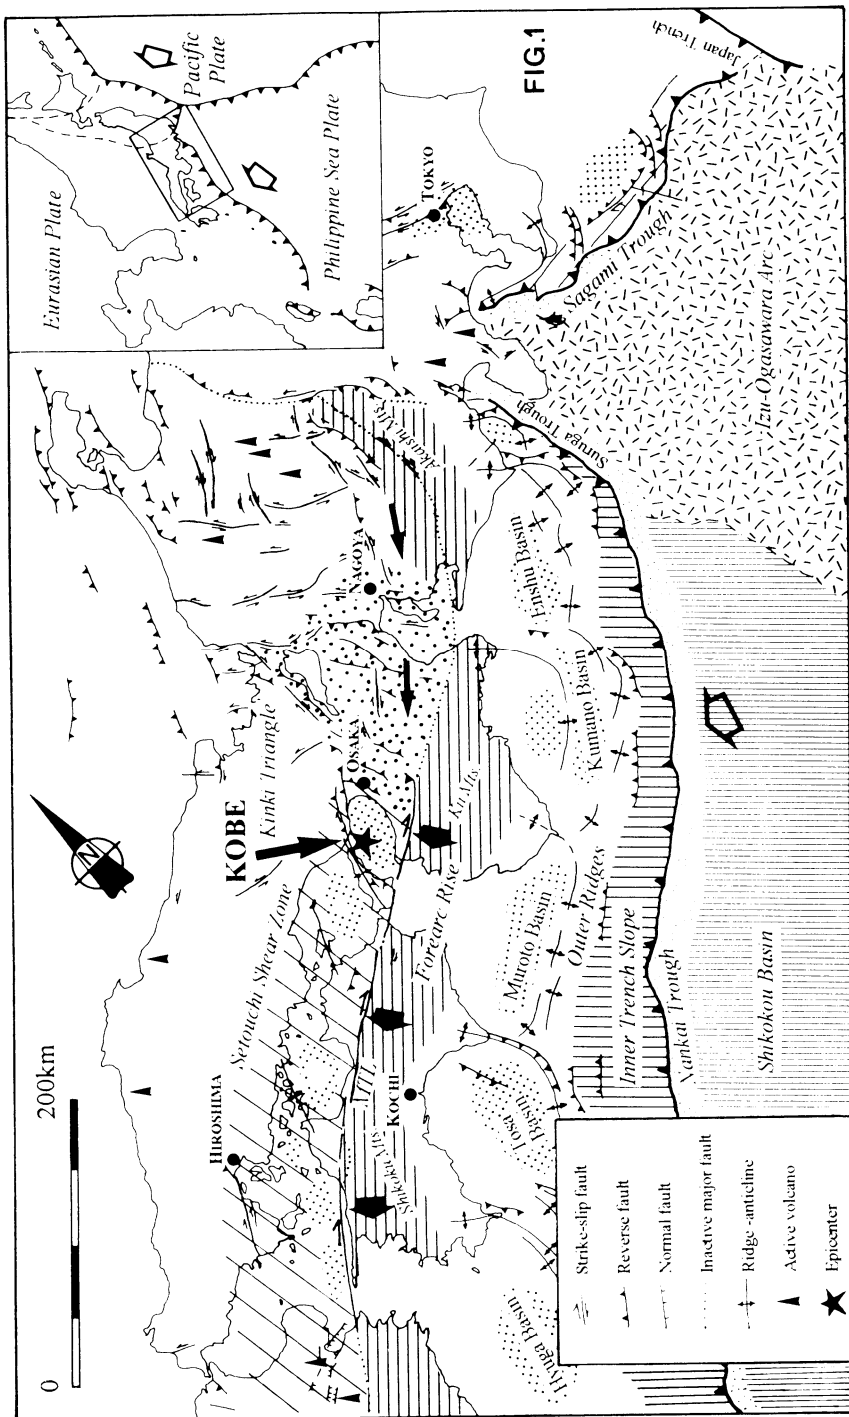 FIG.1
Eurasian Plate
Pacific
Plate
Philippine Sea Plate
Japan Trench
TOKYO
Sagami Trough
Izu-Ogasawara Arc
Suruga Trough
Akaishi Mts
NAGOYA
Enshu Basin
Kinki Triangle
OSAKA
Kumano Basin
KOBE
N
Kii Mts.
Setouchi Shear Zone
Forearc Rise
Muroto Basin
Outer Ridges
Inner Trench Slope
Nankai Trough
Shikokou Basin
MTL
HIROSHIMA
KOCHI
Shikoku Mts
Tosa
Basin
Hyuga Basin
0
200km
Strike-slip fault
Reverse fault
Normal fault
Inactive major fault
Ridge-anticline
Active volcano
Epicenter